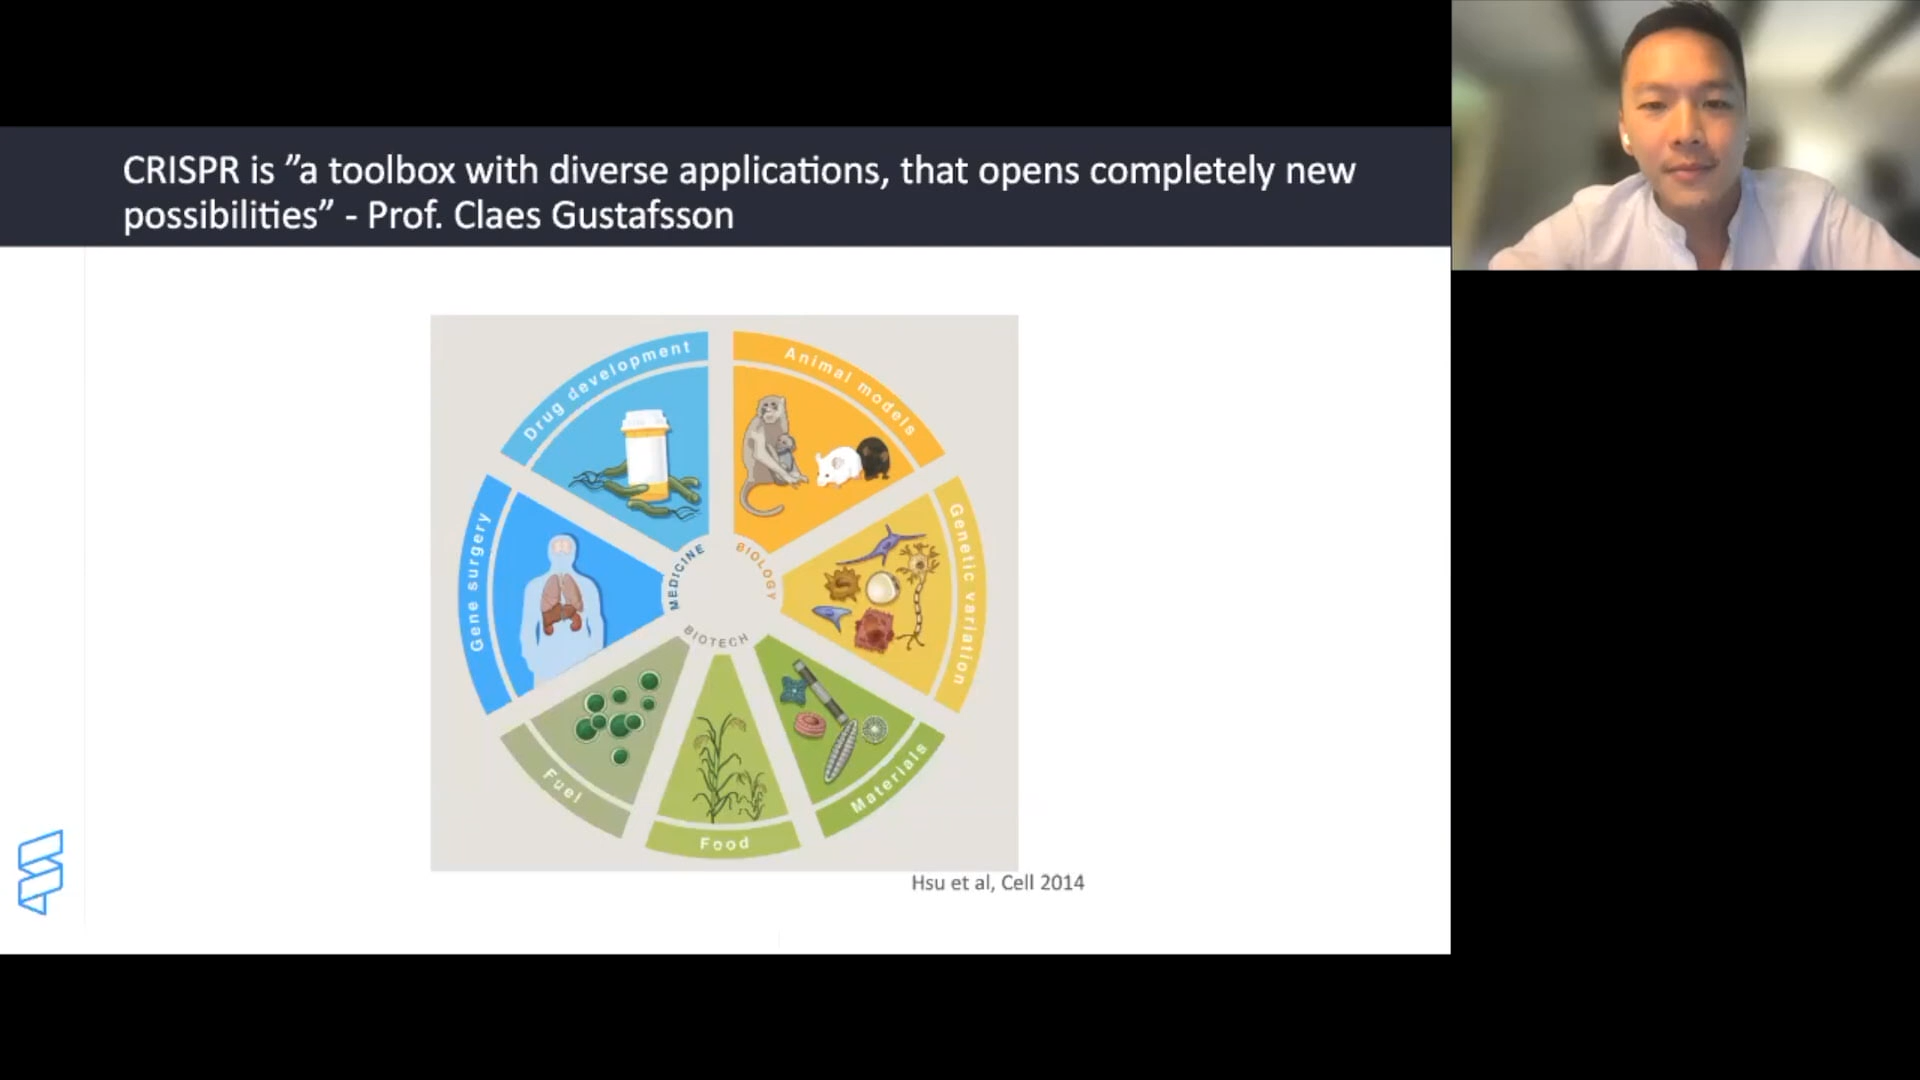 CRISPR is ”a toolbox with diverse applications, that opens completely new
possibilities” - Prof. Claes Gustafsson
Drug development
Animal models
Gene surgery
Genetic variation
MEDICINE
BIOLOGY
BIOTECH
Fuel
Food
Materials
Hsu et al, Cell 2014